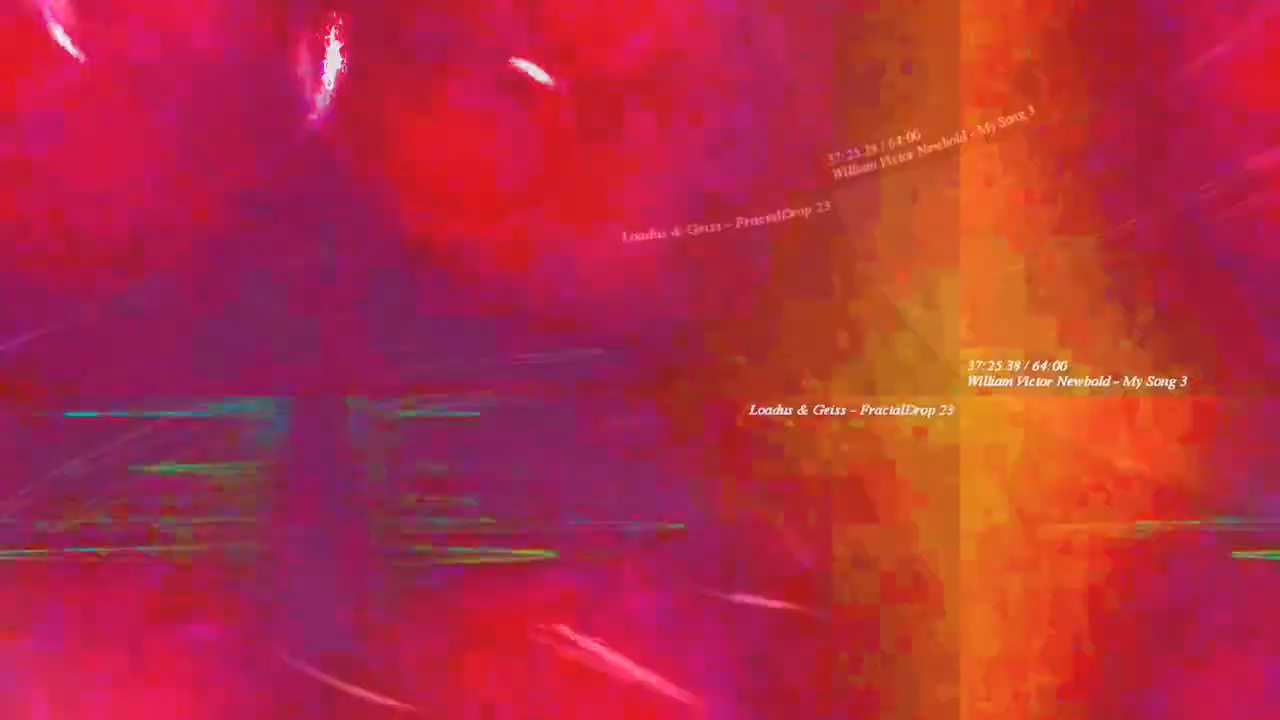 37:25.38 / 64:00
William Victor Newbold - My Song 3
Loadus & Geiss - FractalDrop 23
37:25.38 / 64:00
William Victor Newbold - My Song 3
Loadus & Geiss - FractalDrop 23